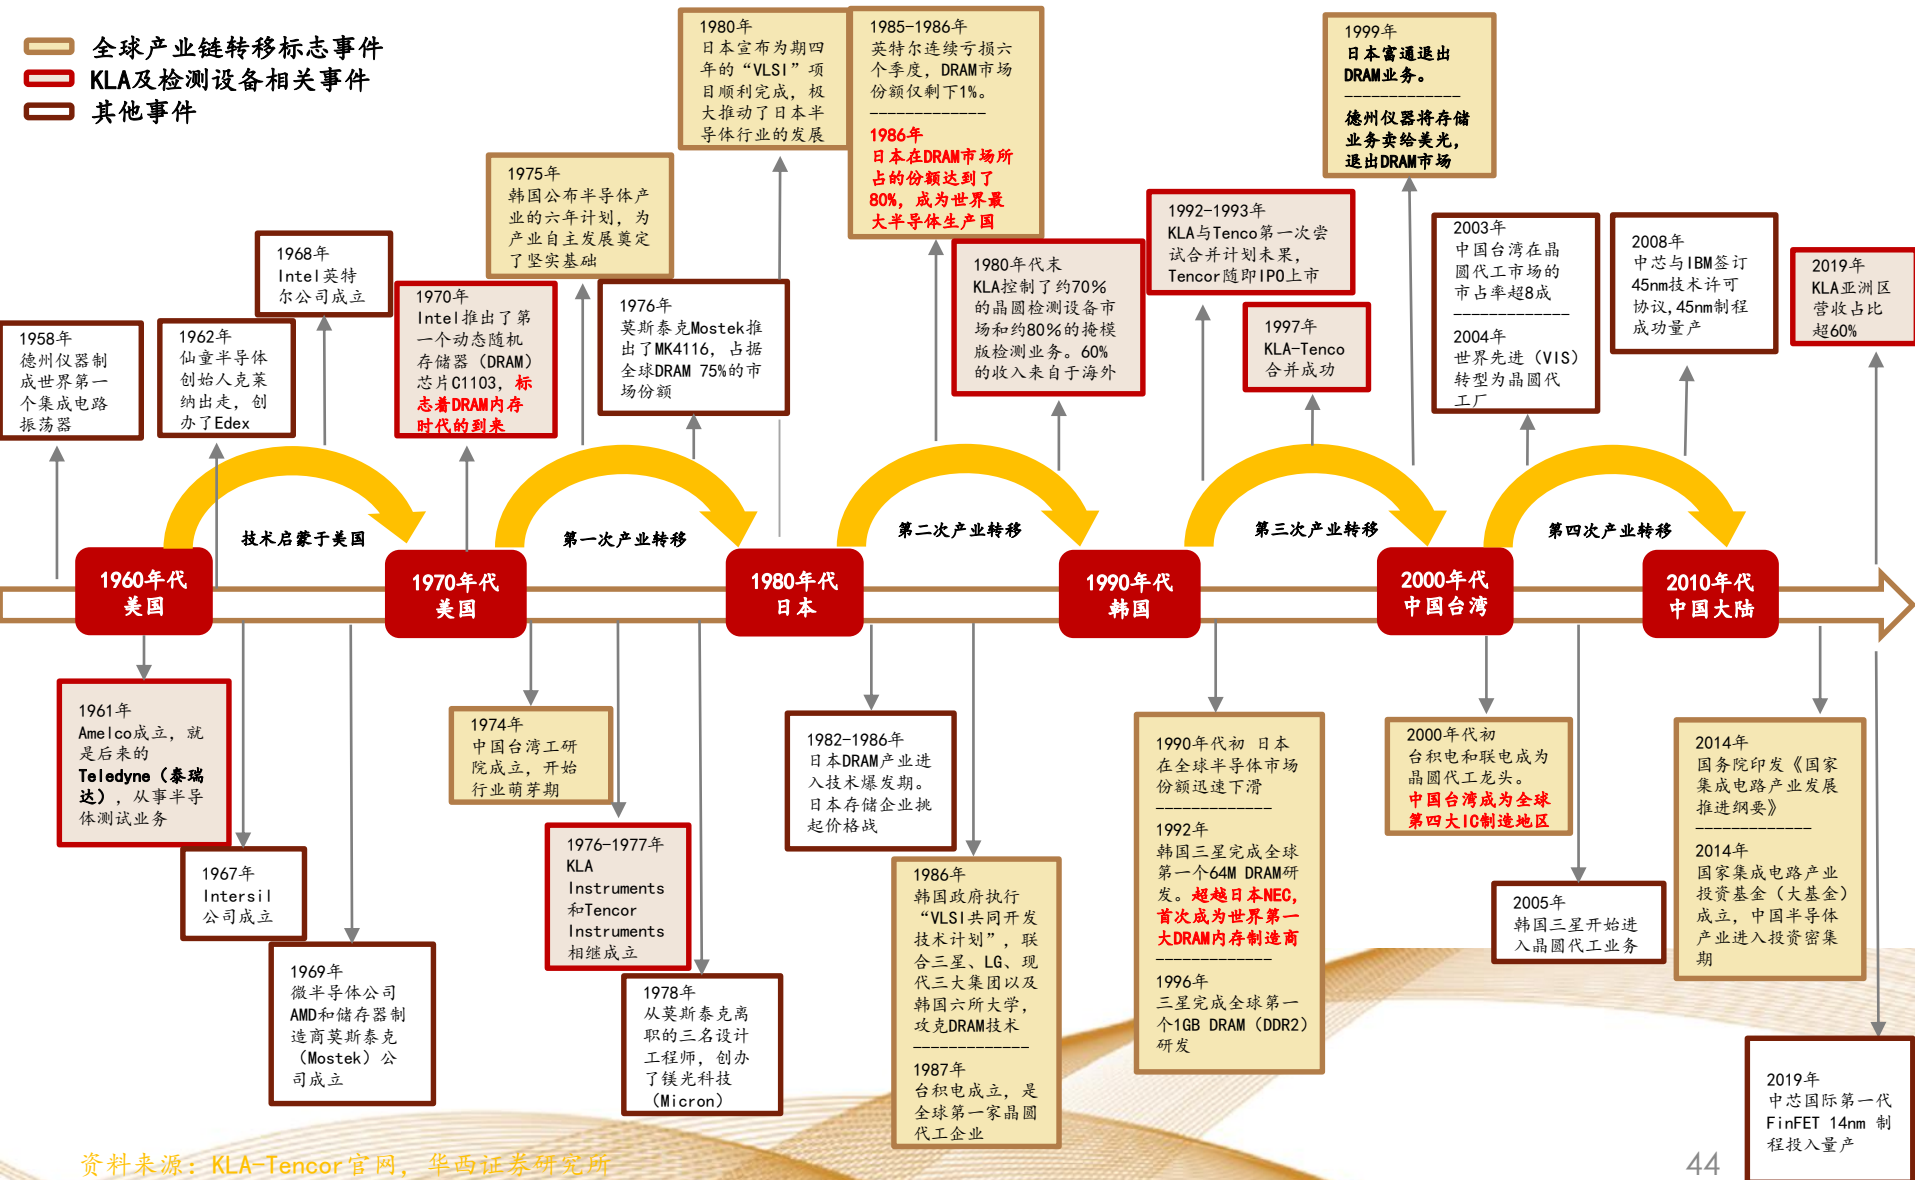 全球产业链转移标志事件
KLA及检测设备相关事件
其他事件
1958年
德州仪器制
成世界第一
个集成电路
振荡器
1962年
仙童半导体
创始人克莱
纳出走，创
办了Edex
1968年
Intel英特
尔公司成立
1970年
Intel推出了第
一个动态随机
存储器（DRAM）
芯片C1103，标
志着DRAM内存
时代的到来
1975年
韩国公布半导体产
业的六年计划，为
产业自主发展奠定
了坚实基础
1976年
莫斯泰克Mostek推
出了MK4116，占据
全球DRAM 75%的市
场份额
1980年
日本宣布为期四
年的“VLSI”项
目顺利完成，极
大推动了日本半
导体行业的发展
1985-1986年
英特尔连续亏损六
个季度，DRAM市场
份额仅剩下1%。
-------------
1986年
日本在DRAM市场所
占的份额达到了
80%，成为世界最
大半导体生产国
1980年代末
KLA控制了约70%
的晶圆检测设备市
场和约80%的掩模
版检测业务。60%
的收入来自于海外
1992-1993年
KLA与Tenco第一次尝
试合并计划未果，
Tencor随即IPO上市
1997年
KLA-Tenco
合并成功
1999年
日本富通退出
DRAM业务。
-------------
德州仪器将存储
业务卖给美光，
退出DRAM市场
2003年
中国台湾在晶
圆代工市场的
市占率超8成
-------------
2004年
世界先进（VIS）
转型为晶圆代
工厂
2008年
中芯与IBM签订
45nm技术许可
协议,45nm制程
成功量产
2019年
KLA亚洲区
营收占比
超60%
技术启蒙于美国
第一次产业转移
第二次产业转移
第三次产业转移
第四次产业转移
1960年代
美国
1970年代
美国
1980年代
日本
1990年代
韩国
2000年代
中国台湾
2010年代
中国大陆
1961年
Amelco成立，就
是后来的
Teledyne（泰瑞
达），从事半导
体测试业务
1967年
Intersil
公司成立
1969年
微半导体公司
AMD和储存器制
造商莫斯泰克
（Mostek）公
司成立
1974年
中国台湾工研
院成立，开始
行业萌芽期
1976-1977年
KLA
Instruments
和Tencor
Instruments
相继成立
1978年
从莫斯泰克离
职的三名设计
工程师，创办
了镁光科技
（Micron）
1982-1986年
日本DRAM产业进
入技术爆发期。
日本存储企业挑
起价格战
1986年
韩国政府执行
“VLSI共同开发
技术计划”，联
合三星、LG、现
代三大集团以及
韩国六所大学，
攻克DRAM技术
-------------
1987年
台积电成立，是
全球第一家晶圆
代工企业
1990年代初 日本
在全球半导体市场
份额迅速下滑
-------------
1992年
韩国三星完成全球
第一个64M DRAM研
发。超越日本NEC，
首次成为世界第一
大DRAM内存制造商
-------------
1996年
三星完成全球第一
个1GB DRAM（DDR2）
研发
2000年代初
台积电和联电成为
晶圆代工龙头。
中国台湾成为全球
第四大IC制造地区
2005年
韩国三星开始进
入晶圆代工业务
2014年
国务院印发《国家
集成电路产业发展
推进纲要》
-------------
2014年
国家集成电路产业
投资基金（大基金）
成立，中国半导体
产业进入投资密集
期
2019年
中芯国际第一代
FinFET 14nm 制
程投入量产
资料来源：KLA-Tencor官网，华西证券研究所
44